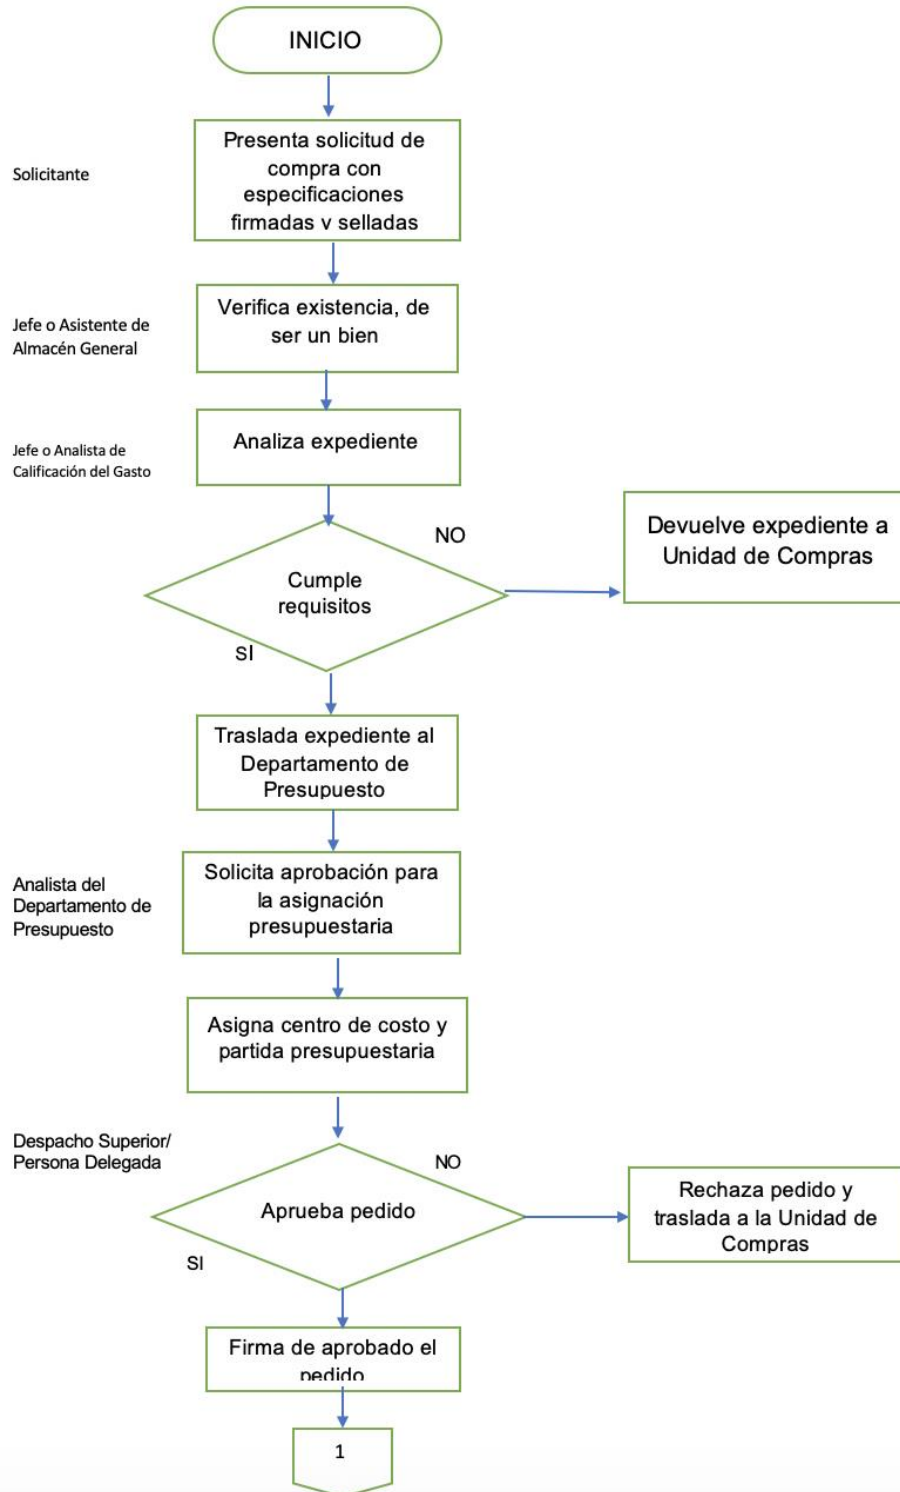 INICIO
Solicitante
Presenta solicitud de
compra con
especificaciones
firmadas y selladas
Jefe o Asistente de
Almacén General
Verifica existencia, de
ser un bien
Jefe o Analista de
Calificación del Gasto
Analiza expediente
NO
Cumple
requisitos
SI
Devuelve expediente a
Unidad de Compras
Traslada expediente al
Departamento de
Presupuesto
Analista del
Departamento de
Presupuesto
Solicita aprobación para
la asignación
presupuestaria
Asigna centro de costo y
partida presupuestaria
Despacho Superior/
Persona Delegada
NO
Aprueba pedido
SI
Rechaza pedido y
traslada a la Unidad de
Compras
Firma de aprobado el
pedido
1